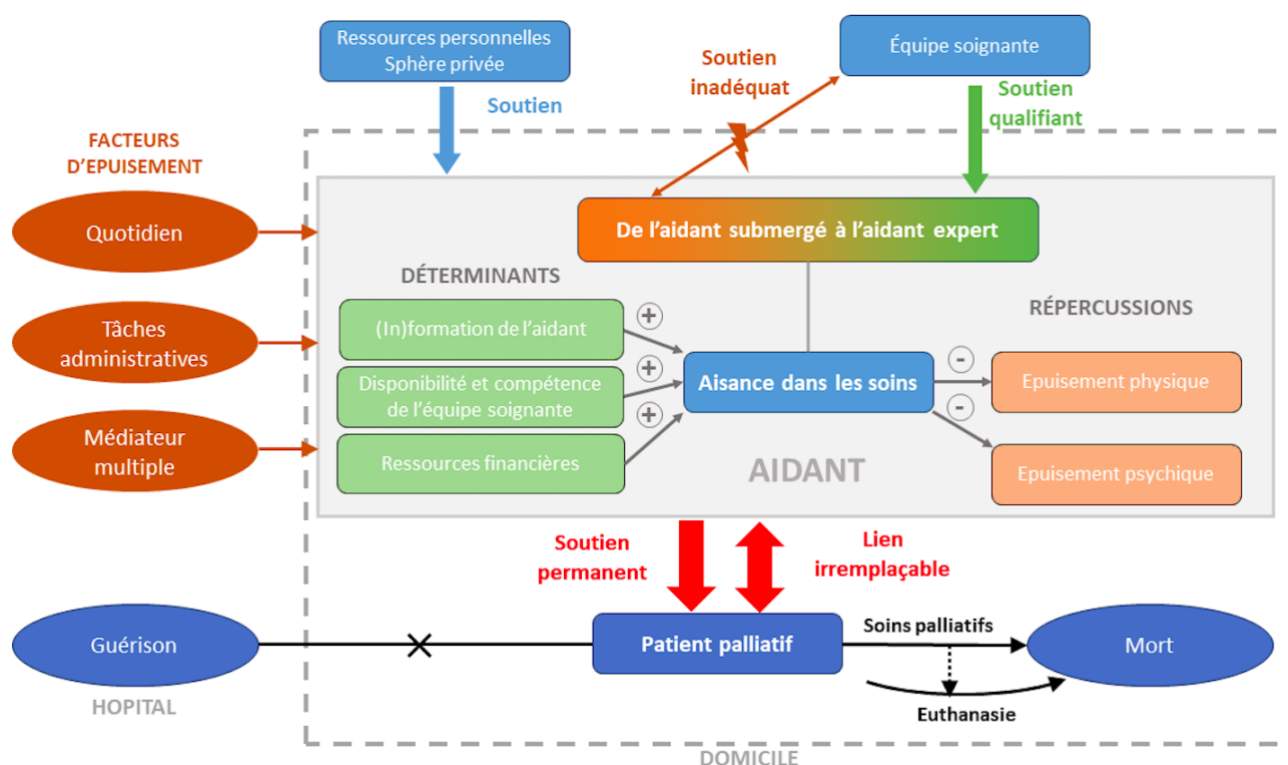 Ressources personnelles
Sphère privée
Équipe soignante
Soutien
inadéquat
Soutien
Soutien
qualifiant
FACTEURS
D'EPUISEMENT
Quotidien
De l'aidant submergé à l'aidant expert
DÉTERMINANTS
RÉPERCUSSIONS
Tâches
administratives
(In)formation de l'aidant
+
Disponibilité et compétence
de l'équipe soignante
+
Aisance dans les soins
-
Epuisement physique
Médiateur
multiple
Ressources financières
+
-
Epuisement psychique
AIDANT
Soutien
permanent
Lien
irremplaçable
Guérison
Patient palliatif
Soins palliatifs
Mort
Euthanasie
HOPITAL
DOMICILE